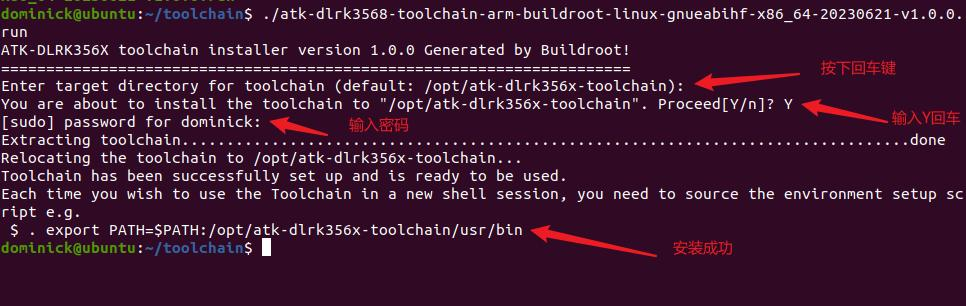 dominick@ubuntu:~/toolchain$ ./atk-dlrk3568-toolchain-arm-buildroot-linux-gnueabihf-x86_64-20230621-v1.0.0.
run
ATK-DLRK356X toolchain installer version 1.0.0 Generated by Buildroot!
======================================================================
Enter target directory for toolchain (default: /opt/atk-dlrk356x-toolchain):
按下回车键
You are about to install the toolchain to "/opt/atk-dlrk356x-toolchain". Proceed[Y/n]? Y
输入Y回车
[sudo] password for dominick:
输入密码
Extracting toolchain.................................................................................done
Relocating the toolchain to /opt/atk-dlrk356x-toolchain...
Toolchain has been successfully set up and is ready to be used.
Each time you wish to use the Toolchain in a new shell session, you need to source the environment setup sc
ript e.g.
 $ . export PATH=$PATH:/opt/atk-dlrk356x-toolchain/usr/bin
安装成功
dominick@ubuntu:~/toolchain$